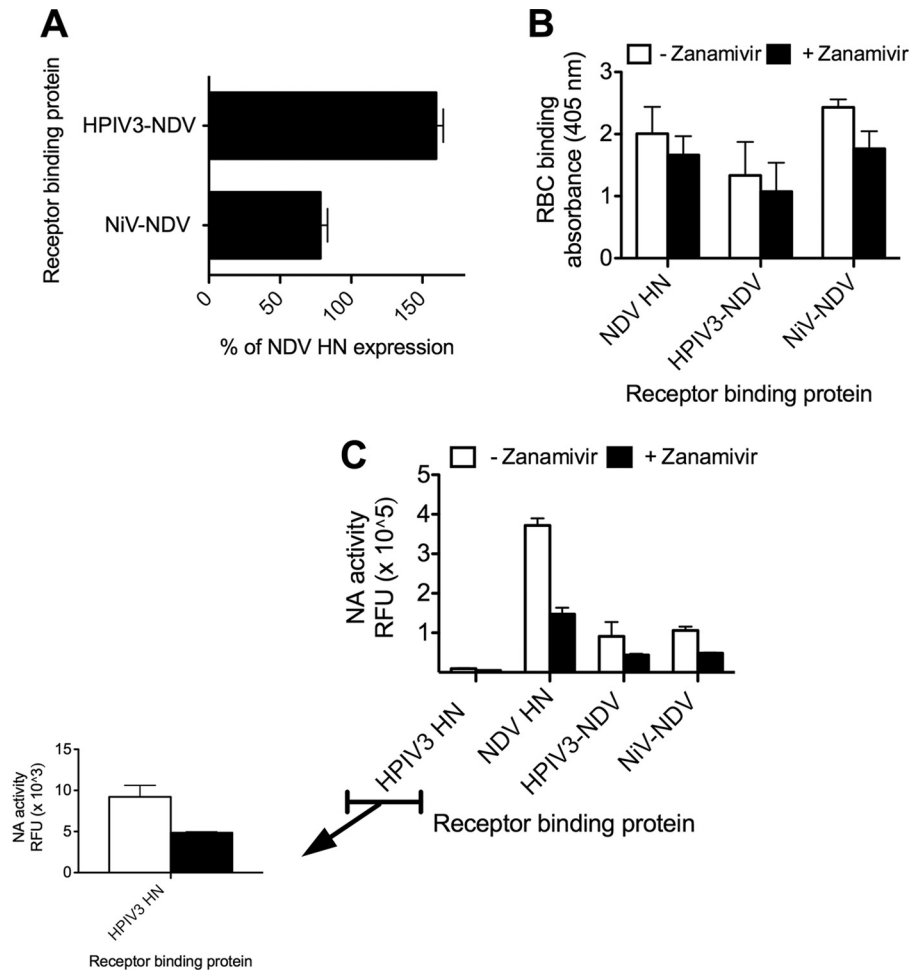 A
Receptor binding protein
HPIV3-NDV
NiV-NDV
0
50
100
150
% of NDV HN expression
B
- Zanamivir
+ Zanamivir
RBC binding
absorbance (405 nm)
3
2
1
0
NDV HN
HPIV3-NDV
NiV-NDV
Receptor binding protein
C
- Zanamivir
+ Zanamivir
NA activity
RFU (x 10^5)
5
4
3
2
1
HPIV3 HN
NDV HN
HPIV3-NDV
NiV-NDV
Receptor binding protein
NA activity
RFU (x 10^3)
15
10
5
0
HPIV3 HN
Receptor binding protein